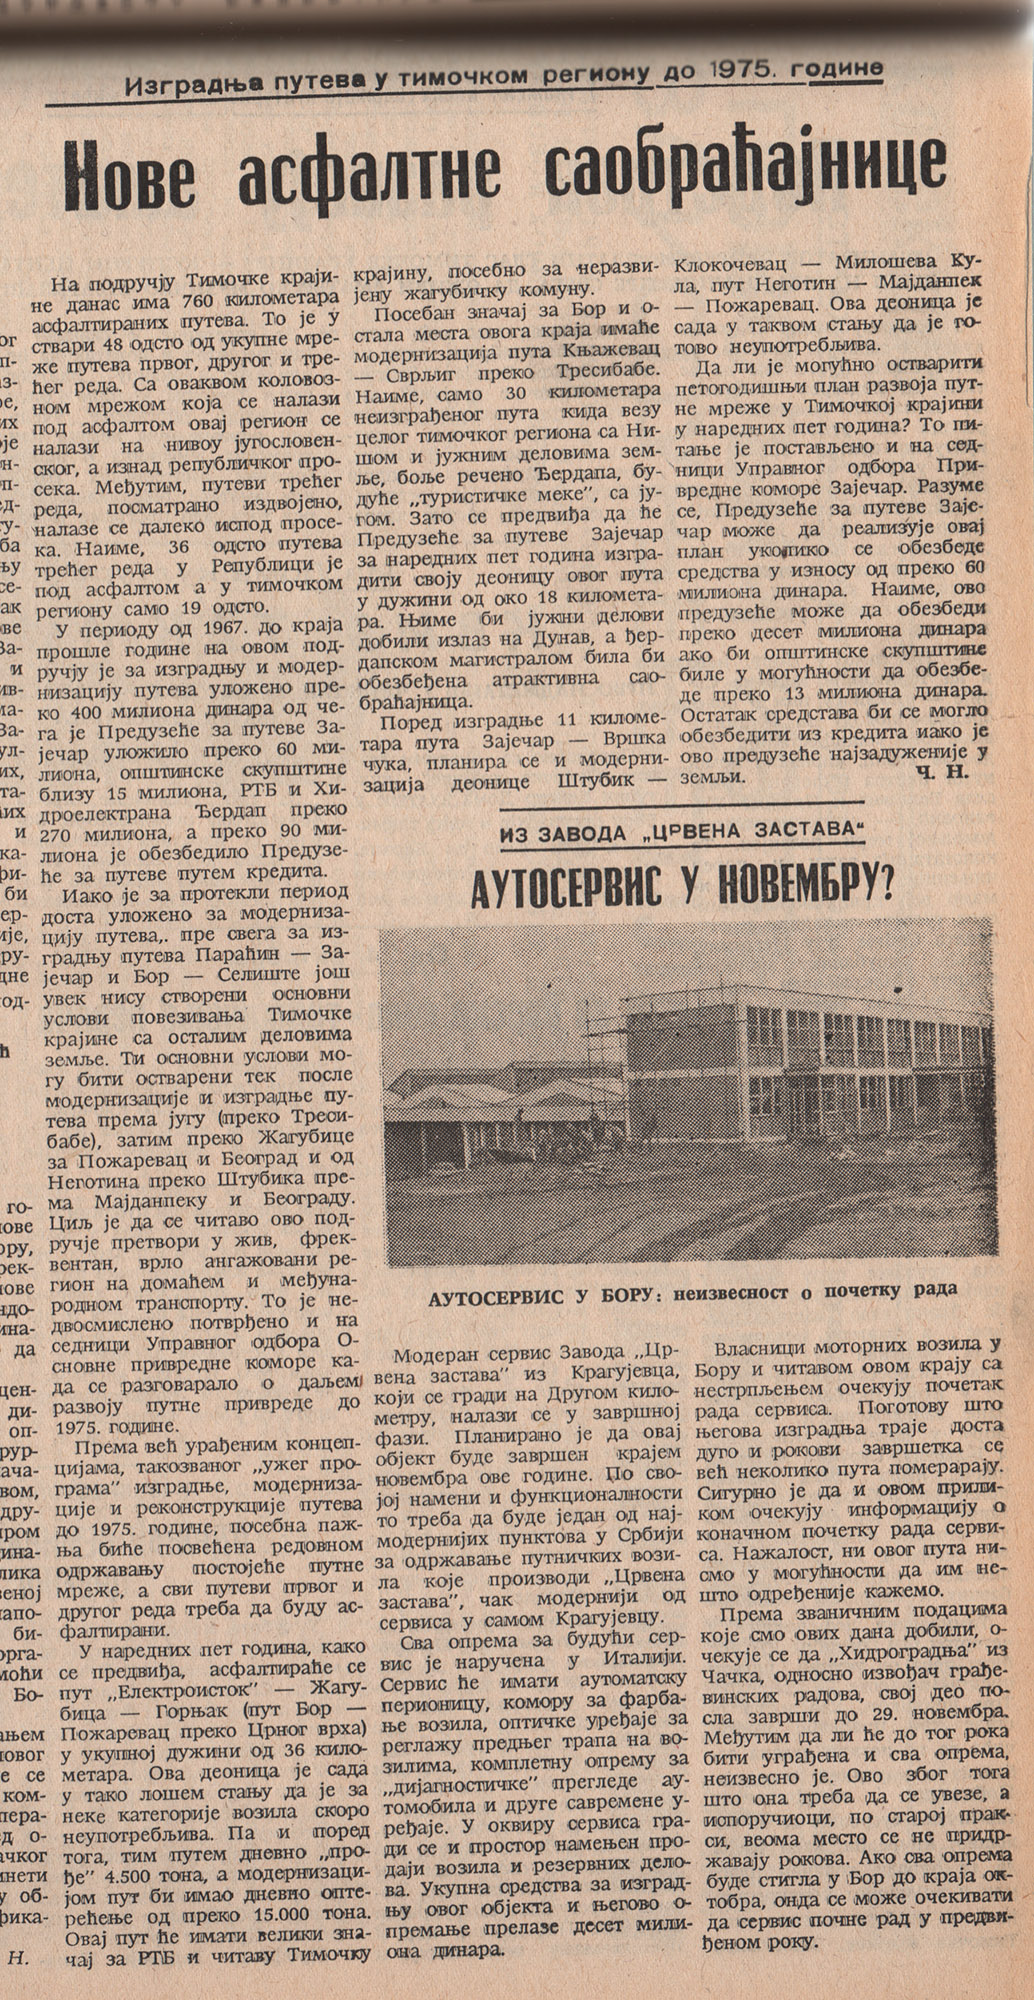 Изградња путева у тимочком региону до 1975. године
Нове асфалтне саобраћајнице
На подручју Тимочке краји-
не данас има 760 километара
асфалтираних путева. То је у
ствари 48 одсто од укупне мре-
же путева првог, другог и тре-
ћег реда. Са оваквом коловоз-
ном мрежом која се налази
под асфалтом овај регион се
налази на нивоу југословен-
ског, а изнад републичког про-
сека. Међутим, путеви трећег
реда, посматрано издвојено,
налазе се далеко испод просе-
ка. Наиме, 36 одсто путева
трећег реда у Републици је
под асфалтом а у тимочком
региону само 19 одсто.
У периоду од 1967. до краја
прошле године на овом под-
ручју је за изградњу и модер-
низацију путева уложено пре-
ко 400 милиона динара од че-
га је Предузеће за путеве За-
јечар уложило преко 60 ми-
лиона, општинске скупштине
близу 15 милиона, РТБ и Хи-
дроелектрана Ђердап преко
270 милиона, а преко 90 ми-
лиона је обезбедило Предузе-
ће за путеве путем кредита.
Иако је за протекли период
доста уложено за модерниза-
цију путева,. пре свега за из-
градњу путева Параћин — За-
јечар и Бор — Селиште још
увек нису створени основни
услови повезивања Тимочке
крајине са осталим деловима
земље. Ти основни услови мо-
гу бити остварени тек после
модернизације и изградње пу-
тева према југу (преко Треси-
бабе), затим преко Жагубице
за Пожаревац и Београд и од
Неготина преко Штубика пре-
ма Мајданпеку и Београду.
Циљ је да се читаво ово под-
ручје претвори у жив, фрек-
вентан, врло ангажовани ре-
гион на домаћем и међуна-
родном транспорту. То је не-
двосмислено потврђено и на
седници Управног одбора О-
сновне привредне коморе ка-
да се разговарало о даљем
развоју путне привреде до
1975. године.
Према већ урађеним концеп-
цијама, такозваног „ужег про-
грама” изградње, модерниза-
ције и реконструкције путева
до 1975. године, посебна паж-
ња биће посвећена редовном
одржавању постојеће путне
мреже, а сви путеви првог и
другог реда треба да буду ас-
фалтирани.
У наредних пет година, како
се предвиђа, асфалтираће се
пут „Електроисток” — Жагу-
бица — Горњак (пут Бор —
Пожаревац преко Црног врха)
у укупној дужини од 36 кило-
метара. Ова деоница је сада
у тако лошем стању да је за
неке категорије возила скоро
неупотребљива. Па и поред
тога, тим путем дневно „про-
ђе” 4.500 тона, а модернизаци-
јом пут би имао дневно опте-
рећење од преко 15.000 тона.
Овај пут ће имати велики зна-
чај за РТБ и читаву Тимочку
крајину, посебно за неразви-
јену жагубичку комуну.
Посебан значај за Бор и о-
стала места овога краја имаће
модернизација пута Књажевац
— Сврљиг преко Тресибабе.
Наиме, само 30 километара
неизграђеног пута кида везу
целог тимочког региона са Ни-
шом и јужним деловима зем-
ље, боље речено Ђердапа, бу-
дуће „туристичке меке”, са ју-
гом. Зато се предвиђа да ће
Предузеће за путеве Зајечар
за наредних пет година изгра-
дити своју деоницу овог пута
у дужини од око 18 километа-
ра. Њиме би јужни делови
добили излаз на Дунав, а ђер-
дапском магистралом била би
обезбеђена атрактивна сао-
браћајница.
Поред изградње 11 киломе-
тара пута Зајечар — Вршка
чука, планира се и модерни-
зација деонице Штубик —
Клокочевац — Милошева Ку-
ла, пут Неготин — Мајданпек
— Пожаревац. Ова деоница је
сада у таквом стању да је го-
тово неупотребљива.
Да ли је могућно остварити
петогодишњи план развоја пут-
не мреже у Тимочкој крајини
у наредних пет година? То пи-
тање је постављено и на сед-
ници Управног одбора При-
вредне коморе Зајечар. Разуме
се, Предузеће за путеве Заје-
чар може да реализује овај
план уколико се обезбеде
средства у износу од преко 60
милиона динара. Наиме, ово
предузеће може да обезбеди
преко десет милиона динара
ако би општинске скупштине
биле у могућности да обезбе-
де преко 13 милиона динара.
Остатак средстава би се могло
обезбедити из кредита иако је
ово предузеће најзадуженије у
земљи.
Ч. Н.
ИЗ ЗАВОДА „ЦРВЕНА ЗАСТАВА“
АУТОСЕРВИС У НОВЕМБРУ?
АУТОСЕРВИС У БОРУ: неизвесност о почетку рада
Модеран сервис Завода „Цр-
вена застава” из Крагујевца,
који се гради на Другом кило-
метру, налази се у завршној
фази. Планирано је да овај
објект буде завршен крајем
новембра ове године. По сво-
јој намени и функционалности
то треба да буде један од нај-
модернијих пунктова у Србији
за одржавање путничких вози-
ла које производи „Црвена
застава”, чак модернији од
сервиса у самом Крагујевцу.
Сва опрема за будући сер-
вис је наручена у Италији.
Сервис ће имати аутоматску
перионицу, комору за фарба-
ње возила, оптичке уређаје за
реглажу предњег трапа на во-
зилима, комплетну опрему за
„дијагностичке” прегледе ау-
томобила и друге савремене у-
ређаје. У оквиру сервиса гра-
ди се и простор намењен про-
даји возила и резервних дело-
ва. Укупна средства за изград-
њу овог објекта и његово о-
премање прелазе десет мили-
она динара.
Власници моторних возила у
Бору и читавом овом крају са
нестрпљењем очекују почетак
рада сервиса. Поготову што
његова изградња траје доста
дуго и рокови завршетка се
већ неколико пута померарају.
Сигурно је да и овом прили-
ком очекују информацију о
коначном почетку рада серви-
са. Нажалост, ни овог пута ни-
смо у могућности да им не-
што одређеније кажемо.
Према званичним подацима
које смо ових дана добили, о-
чекује се да „Хидроградња” из
Чачка, односно извођач грађе-
винских радова, свој део по-
сла заврши до 29. новембра.
Међутим да ли ће до тог рока
бити уграђена и сва опрема,
неизвесно је. Ово због тога
што она треба да се увезе, а
испоручиоци, по старој прак-
си, веома место се не придр-
жавају рокова. Ако сва опрема
буде стигла у Бор до краја ок-
тобра, онда се може очекивати
да сервис почне рад у предви-
ђеном року.